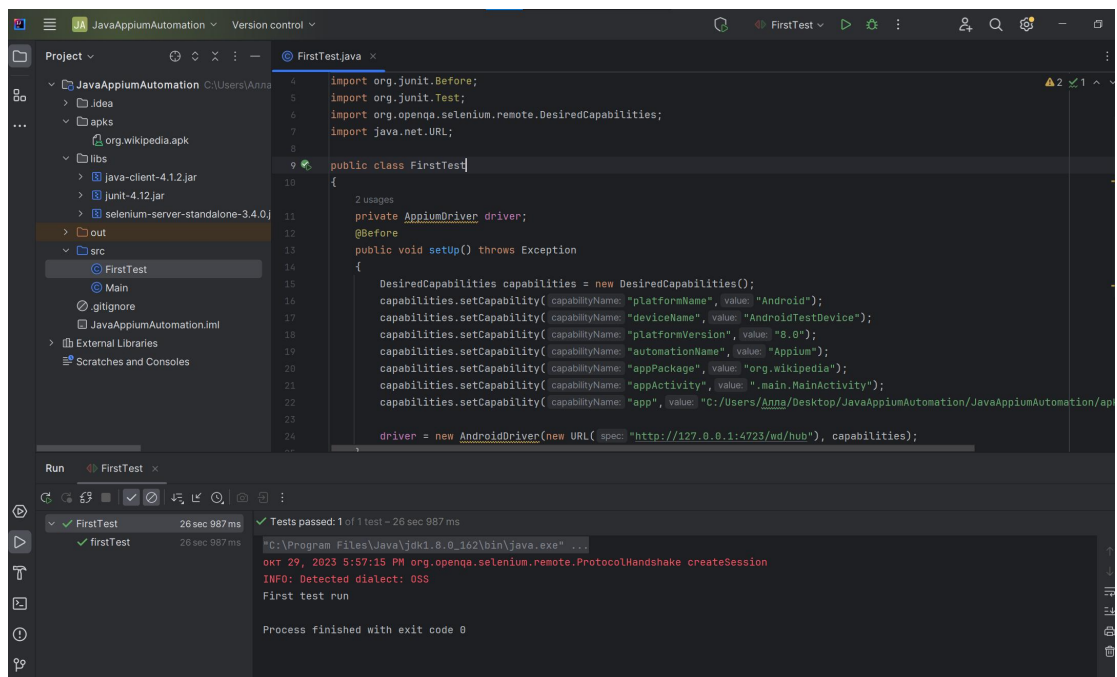 JA JavaAppiumAutomation Version control FirstTest
Project
FirstTest.java
JavaAppiumAutomation C:\Users\Алла
.idea
apks
org.wikipedia.apk
libs
java-client-4.1.2.jar
junit-4.12.jar
selenium-server-standalone-3.4.0.j
out
src
FirstTest
Main
.gitignore
JavaAppiumAutomation.iml
External Libraries
Scratches and Consoles
2 1
4 import org.junit.Before;
5 import org.junit.Test;
6 import org.openqa.selenium.remote.DesiredCapabilities;
7 import java.net.URL;
8
9 public class FirstTest
10 {
2 usages
11 private AppiumDriver driver;
12 @Before
13 public void setUp() throws Exception
14 {
15 DesiredCapabilities capabilities = new DesiredCapabilities();
16 capabilities.setCapability( capabilityName: "platformName", value: "Android");
17 capabilities.setCapability( capabilityName: "deviceName", value: "AndroidTestDevice");
18 capabilities.setCapability( capabilityName: "platformVersion", value: "8.0");
19 capabilities.setCapability( capabilityName: "automationName", value: "Appium");
20 capabilities.setCapability( capabilityName: "appPackage", value: "org.wikipedia");
21 capabilities.setCapability( capabilityName: "appActivity", value: ".main.MainActivity");
22 capabilities.setCapability( capabilityName: "app", value: "C:/Users/Алла/Desktop/JavaAppiumAutomation/JavaAppiumAutomation/apk
23
24 driver = new AndroidDriver(new URL( spec: "http://127.0.0.1:4723/wd/hub"), capabilities);
Run FirstTest
FirstTest 26 sec 987 ms
firstTest 26 sec 987 ms
Tests passed: 1 of 1 test – 26 sec 987 ms
"C:\Program Files\Java\jdk1.8.0_162\bin\java.exe" ...
окт 29, 2023 5:57:15 PM org.openqa.selenium.remote.ProtocolHandshake createSession
INFO: Detected dialect: OSS
First test run
Process finished with exit code 0